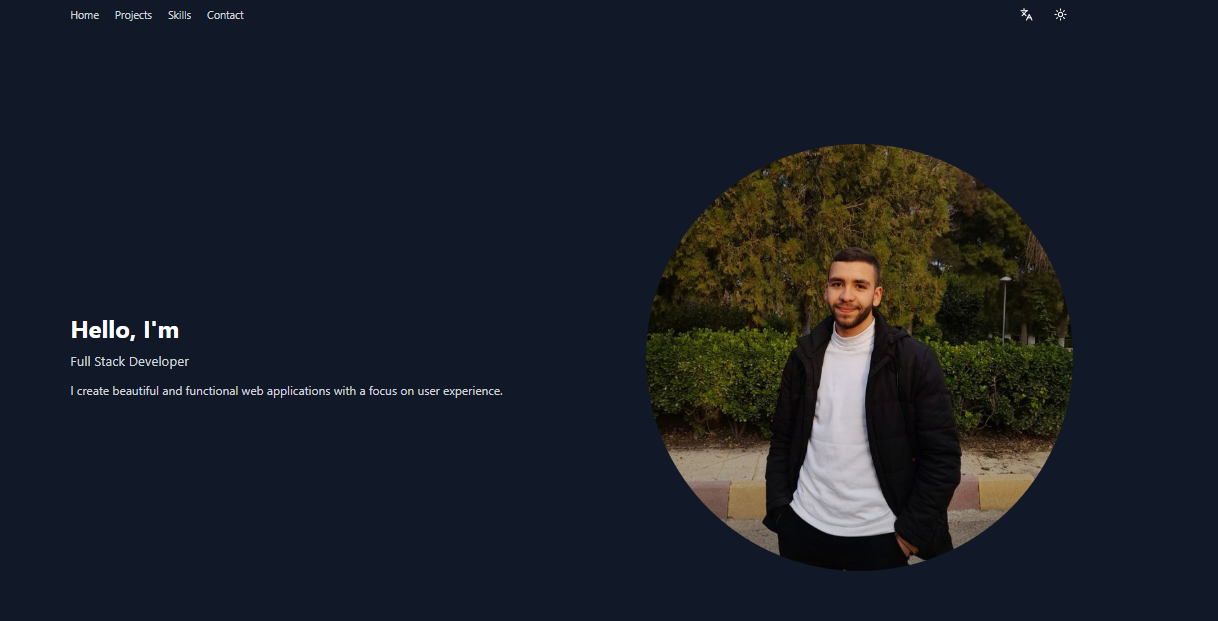 Home Projects Skills Contact
Hello, I'm
Full Stack Developer
I create beautiful and functional web applications with a focus on user experience.